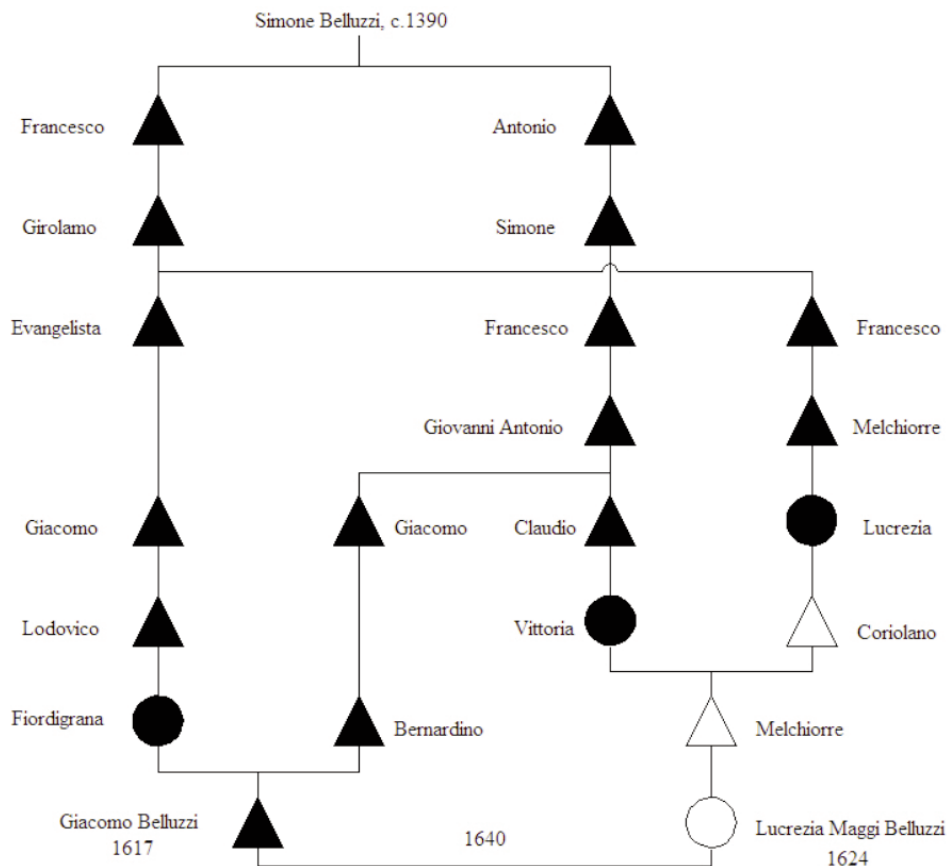 Simone Belluzzi, c.1390
Francesco
Antonio
Girolamo
Simone
Evangelista
Francesco
Francesco
Giovanni Antonio
Melchiorre
Giacomo
Giacomo
Claudio
Lucrezia
Lodovico
Vittoria
Coriolano
Fiordigrana
Bernardino
Melchiorre
Giacomo Belluzzi
1617
1640
Lucrezia Maggi Belluzzi
1624